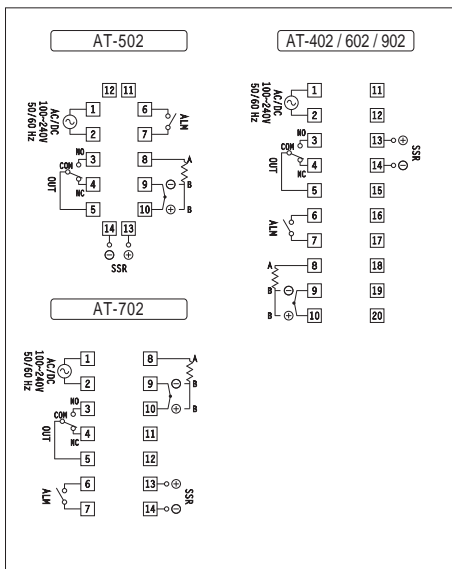 AT-502
12 11
1 6
2 7
3 8
4 9
5 10
14 13
AC/DC
100~240V
50/60 Hz
NO
COM
NC
OUT
ALM
A
⊖ B
⊕ B
⊖ ⊕
SSR
AT-402 / 602 / 902
1 11
2 12
3 13 ⊕
4 14 ⊖
5 15
6 16
7 17
8 18
9 19
10 20
AC/DC
100~240V
50/60 Hz
NO
COM
NC
OUT
SSR
ALM
A
B ⊖
B ⊕
AT-702
1 8
2 9
3 10
4 11
5 12
6 13 ⊕
7 14 ⊖
AC/DC
100~240V
50/60 Hz
A
⊖ B
⊕ B
NO
COM
NC
OUT
ALM
SSR